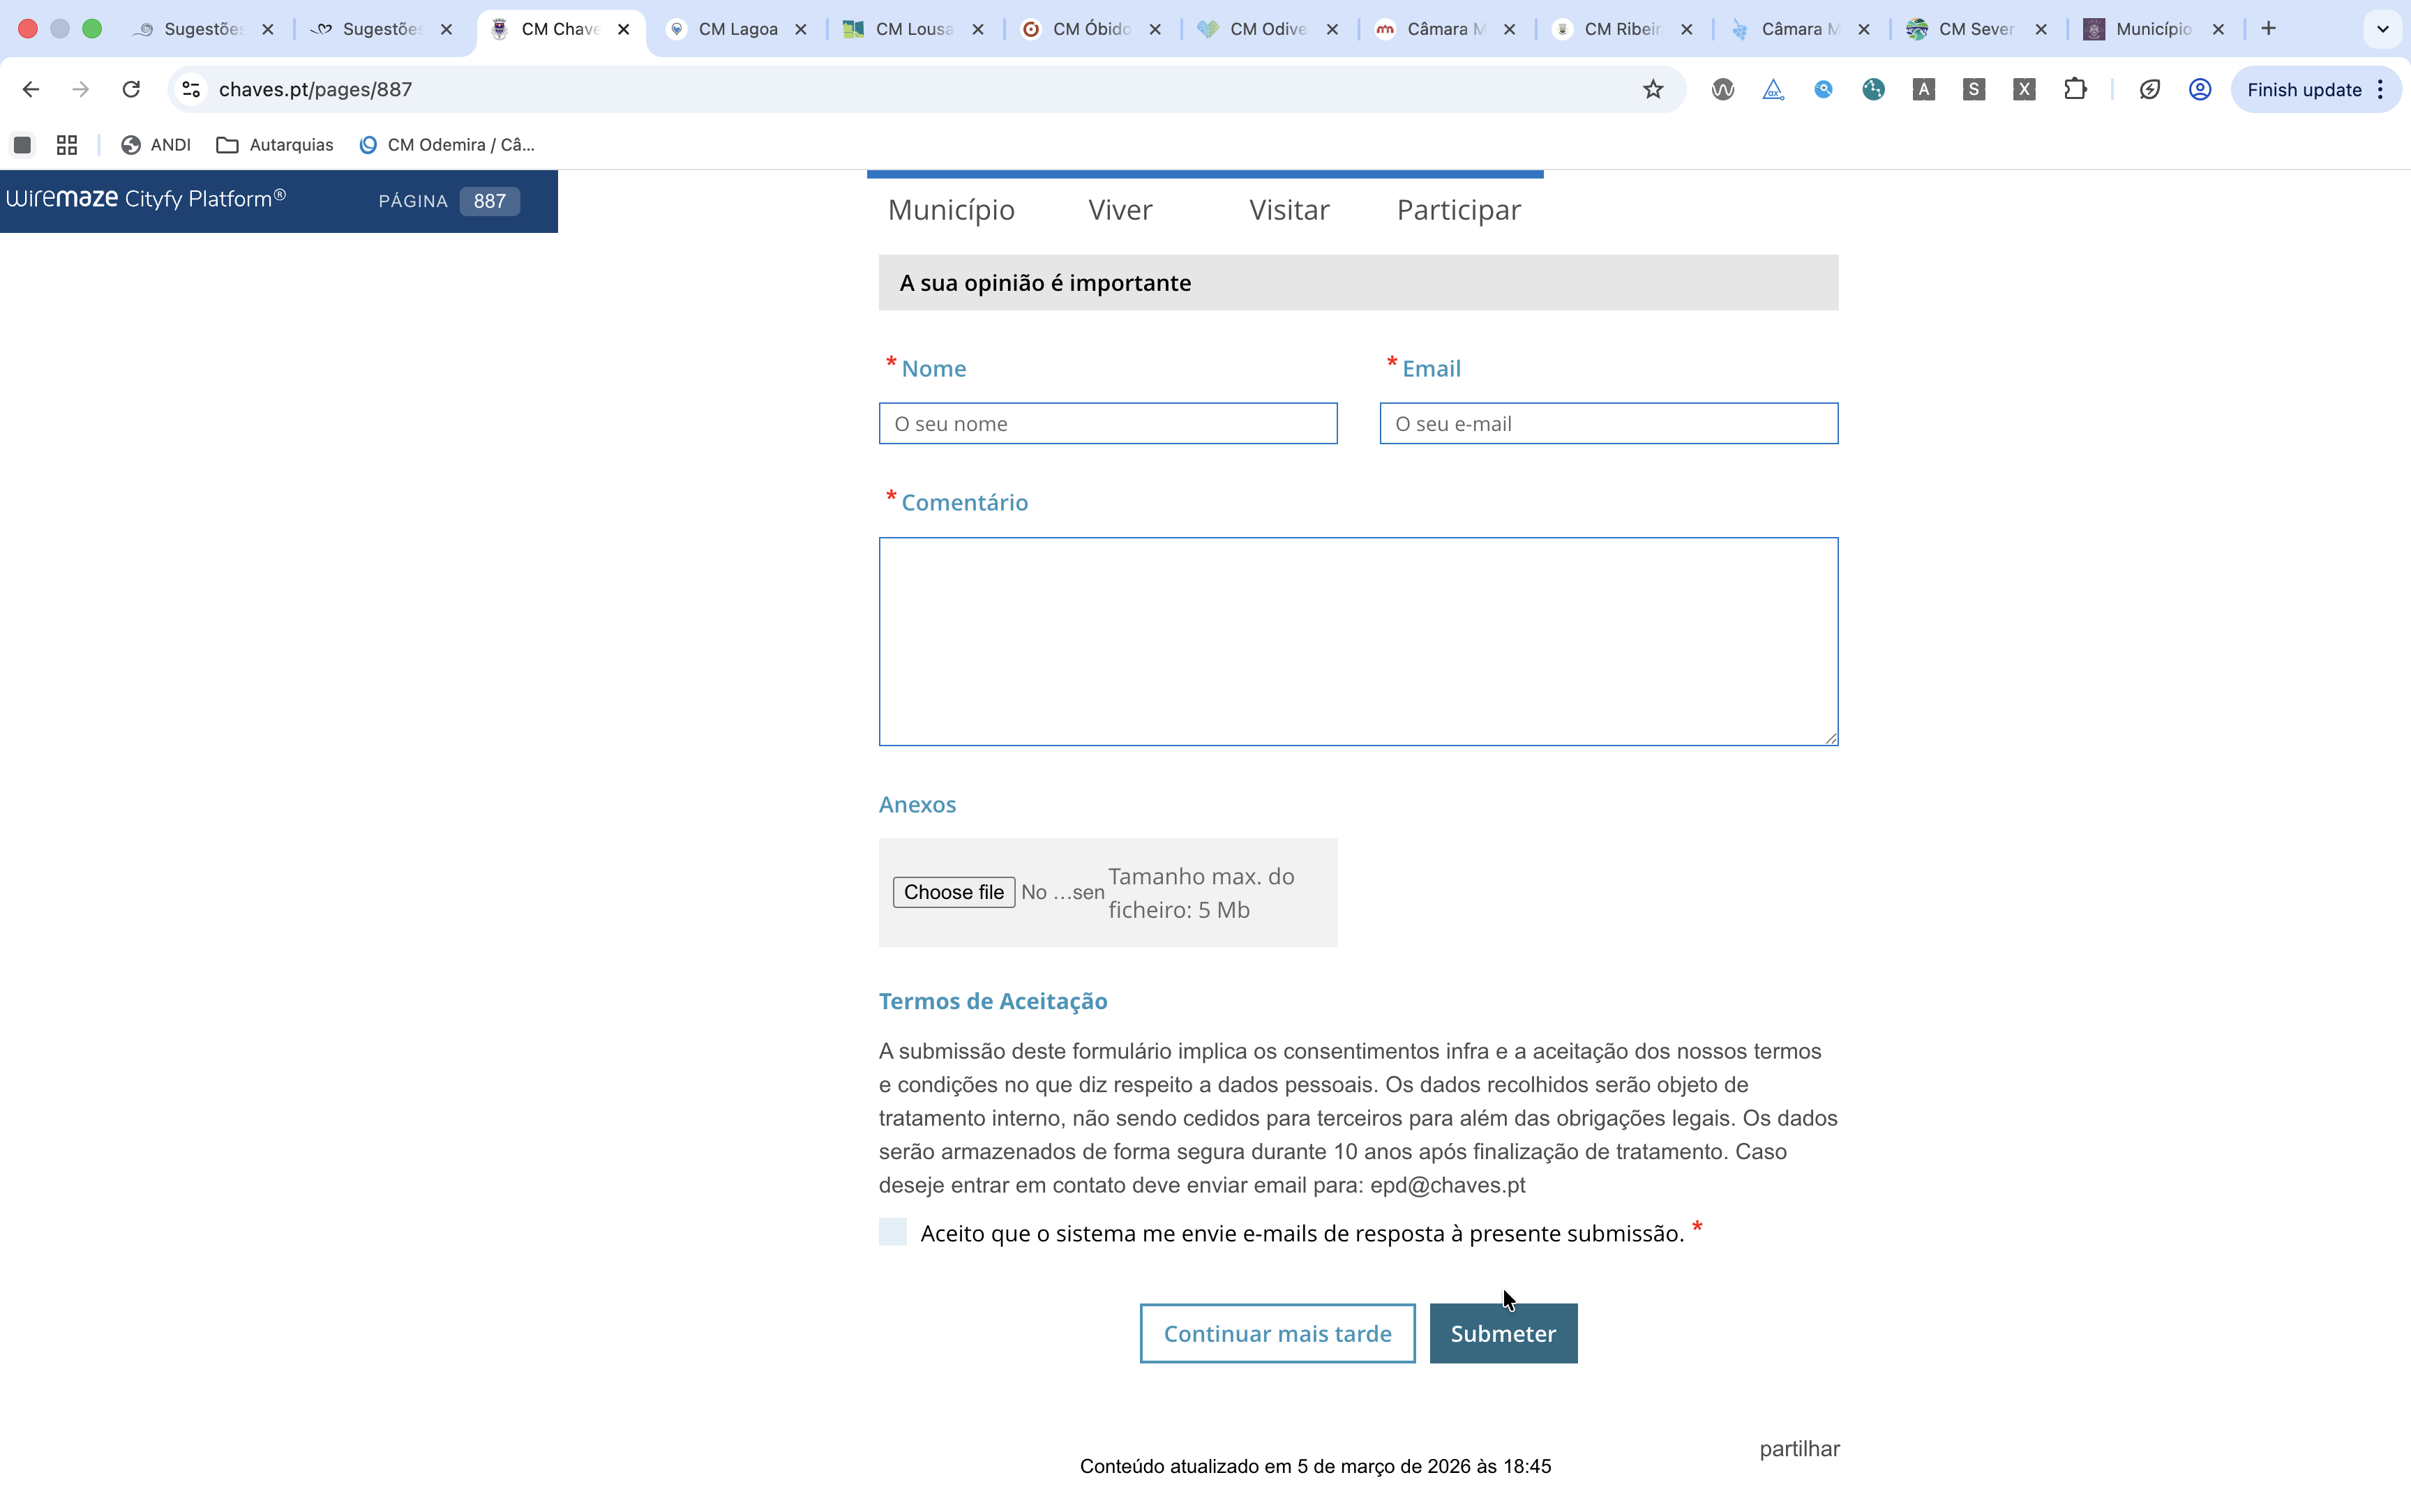 Sugestões
Sugestões
CM Chave
CM Lagoa
CM Lousa
CM Óbido
CM Odive
Câmara M
CM Ribeir
Câmara M
CM Sever
Município
chaves.pt/pages/887
Finish update
ANDI
Autarquias
CM Odemira / Câ...
wiremaze Cityfy Platform®
PÁGINA 887
Município Viver Visitar Participar
A sua opinião é importante
* Nome
* Email
O seu nome
O seu e-mail
* Comentário
Anexos
Choose file No ...sen
Tamanho max. do
ficheiro: 5 Mb
Termos de Aceitação
A submissão deste formulário implica os consentimentos infra e a aceitação dos nossos termos
e condições no que diz respeito a dados pessoais. Os dados recolhidos serão objeto de
tratamento interno, não sendo cedidos para terceiros para além das obrigações legais. Os dados
serão armazenados de forma segura durante 10 anos após finalização de tratamento. Caso
deseje entrar em contato deve enviar email para: epd@chaves.pt
Aceito que o sistema me envie e-mails de resposta à presente submissão. *
Continuar mais tarde
Submeter
partilhar
Conteúdo atualizado em 5 de março de 2026 às 18:45